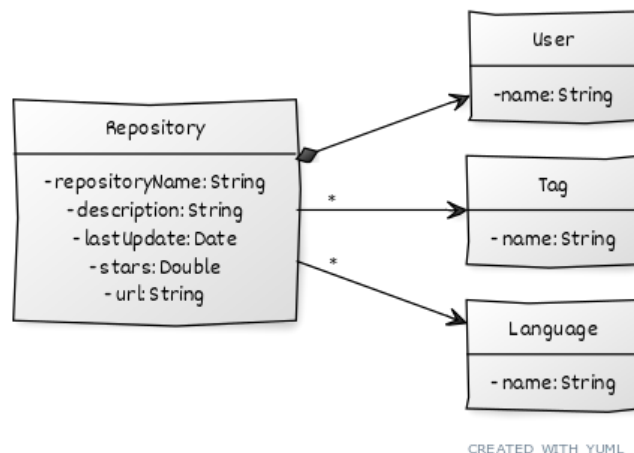 Repository
-repositoryName: String
-description: String
-lastUpdate: Date
-stars: Double
-url: String
User
-name: String
*
Tag
-name: String
*
Language
-name: String
CREATED WITH YUML